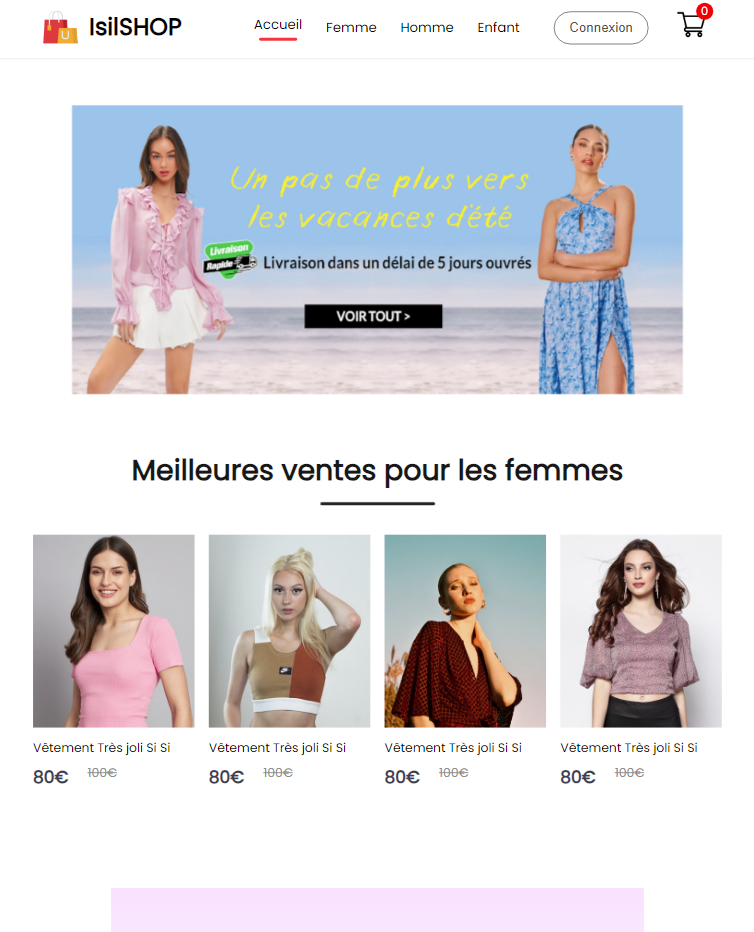 U
IsilSHOP
Accueil
Femme
Homme
Enfant
Connexion
0
Un pas de plus vers
les vacances d'été
Livraison
Rapide
Livraison dans un délai de 5 jours ouvrés
VOIR TOUT >
Meilleures ventes pour les femmes
Vêtement Très joli Si Si
80€ 100€
Vêtement Très joli Si Si
80€ 100€
Vêtement Très joli Si Si
80€ 100€
Vêtement Très joli Si Si
80€ 100€